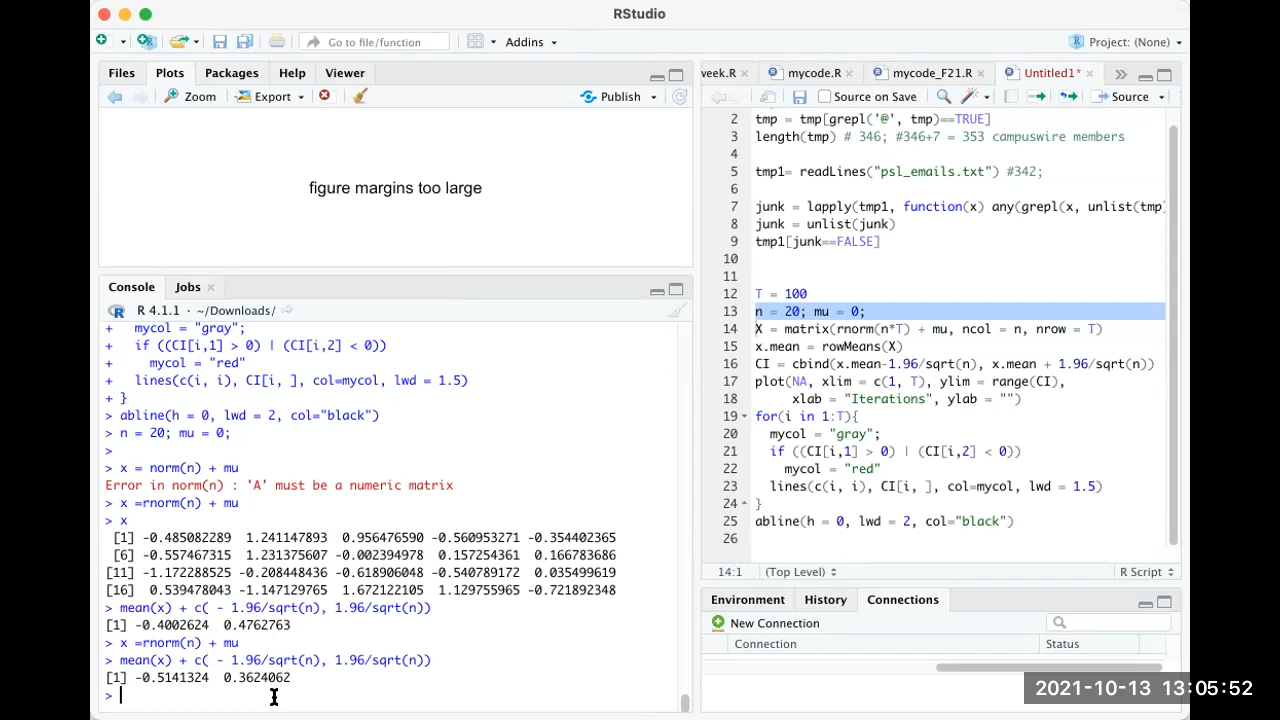 RStudio
Go to file/function
Addins
Project: (None)
Files Plots Packages Help Viewer
Zoom Export Publish
figure margins too large
Console Jobs
R 4.1.1 · ~/Downloads/
+   mycol = "gray";
+   if ((CI[i,1] > 0) | (CI[i,2] < 0))
+     mycol = "red"
+   lines(c(i, i), CI[i, ], col=mycol, lwd = 1.5)
+ }
> abline(h = 0, lwd = 2, col="black")
> n = 20; mu = 0;
>
> x = norm(n) + mu
Error in norm(n) : 'A' must be a numeric matrix
> x =rnorm(n) + mu
> x
[1] -0.485082289 1.241147893 0.956476590 -0.560953271 -0.354402365
[6] -0.557467315 1.231375607 -0.002394978 0.157254361 0.166783686
[11] -1.172288525 -0.208448436 -0.618906048 -0.540789172 0.035499619
[16] 0.539478043 -1.147129765 1.672122105 1.129755965 -0.721892348
> mean(x) + c( - 1.96/sqrt(n), 1.96/sqrt(n))
[1] -0.4002624 0.4762763
> x =rnorm(n) + mu
> mean(x) + c( - 1.96/sqrt(n), 1.96/sqrt(n))
[1] -0.5141324 0.3624062
>
week.R mycode.R mycode_F21.R Untitled1*
Source on Save Source
2 tmp = tmp[grepl('@', tmp)==TRUE]
3 length(tmp) # 346; #346+7 = 353 campuswire members
4
5 tmp1= readLines("psl_emails.txt") #342;
6
7 junk = lapply(tmp1, function(x) any(grepl(x, unlist(tmp)
8 junk = unlist(junk)
9 tmp1[junk==FALSE]
10
11
12 T = 100
13 n = 20; mu = 0;
14 X = matrix(rnorm(n*T) + mu, ncol = n, nrow = T)
15 x.mean = rowMeans(X)
16 CI = cbind(x.mean-1.96/sqrt(n), x.mean + 1.96/sqrt(n))
17 plot(NA, xlim = c(1, T), ylim = range(CI),
18      xlab = "Iterations", ylab = "")
19 for(i in 1:T){
20   mycol = "gray";
21   if ((CI[i,1] > 0) | (CI[i,2] < 0))
22     mycol = "red"
23   lines(c(i, i), CI[i, ], col=mycol, lwd = 1.5)
24 }
25 abline(h = 0, lwd = 2, col="black")
26
14:1 (Top Level) R Script
Environment History Connections
New Connection
Connection Status
2021-10-13 13:05:52